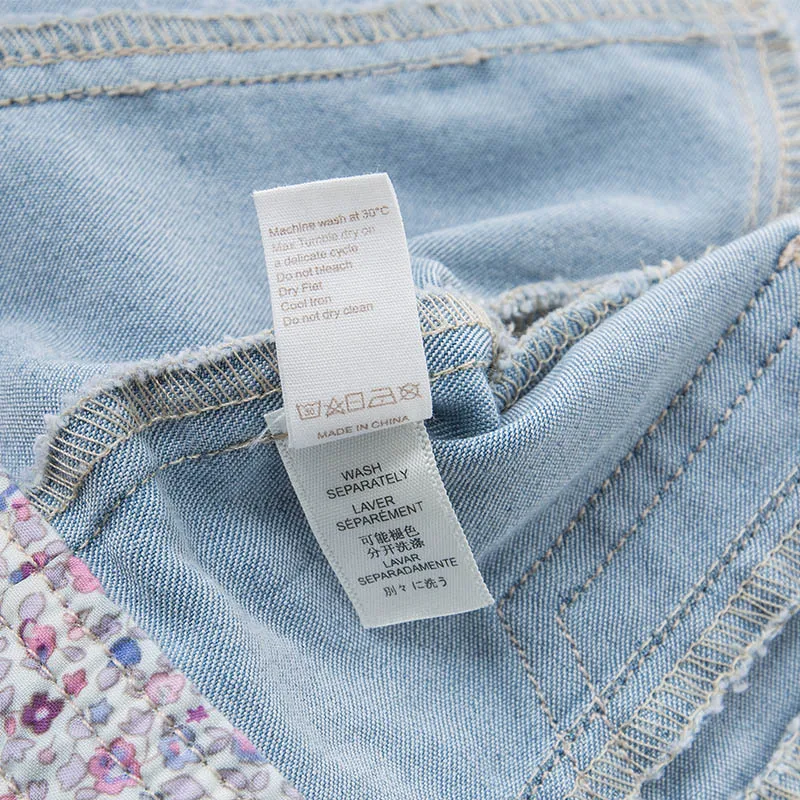 Machine wash at 30°C
Max Tumble dry on
a delicate cycle
Do not bleach
Dry Flat
Cool Iron
Do not dry clean
30
MADE IN CHINA
WASH
SEPARATELY
LAVER
SÉPARÉMENT
可能褪色
分开洗涤
LAVAR
SEPARADAMENTE
別々に洗う